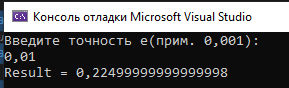 Консоль отладки Microsoft Visual Studio
Введите точность е(прим. 0,001):
0,01
Result = 0,22499999999999998